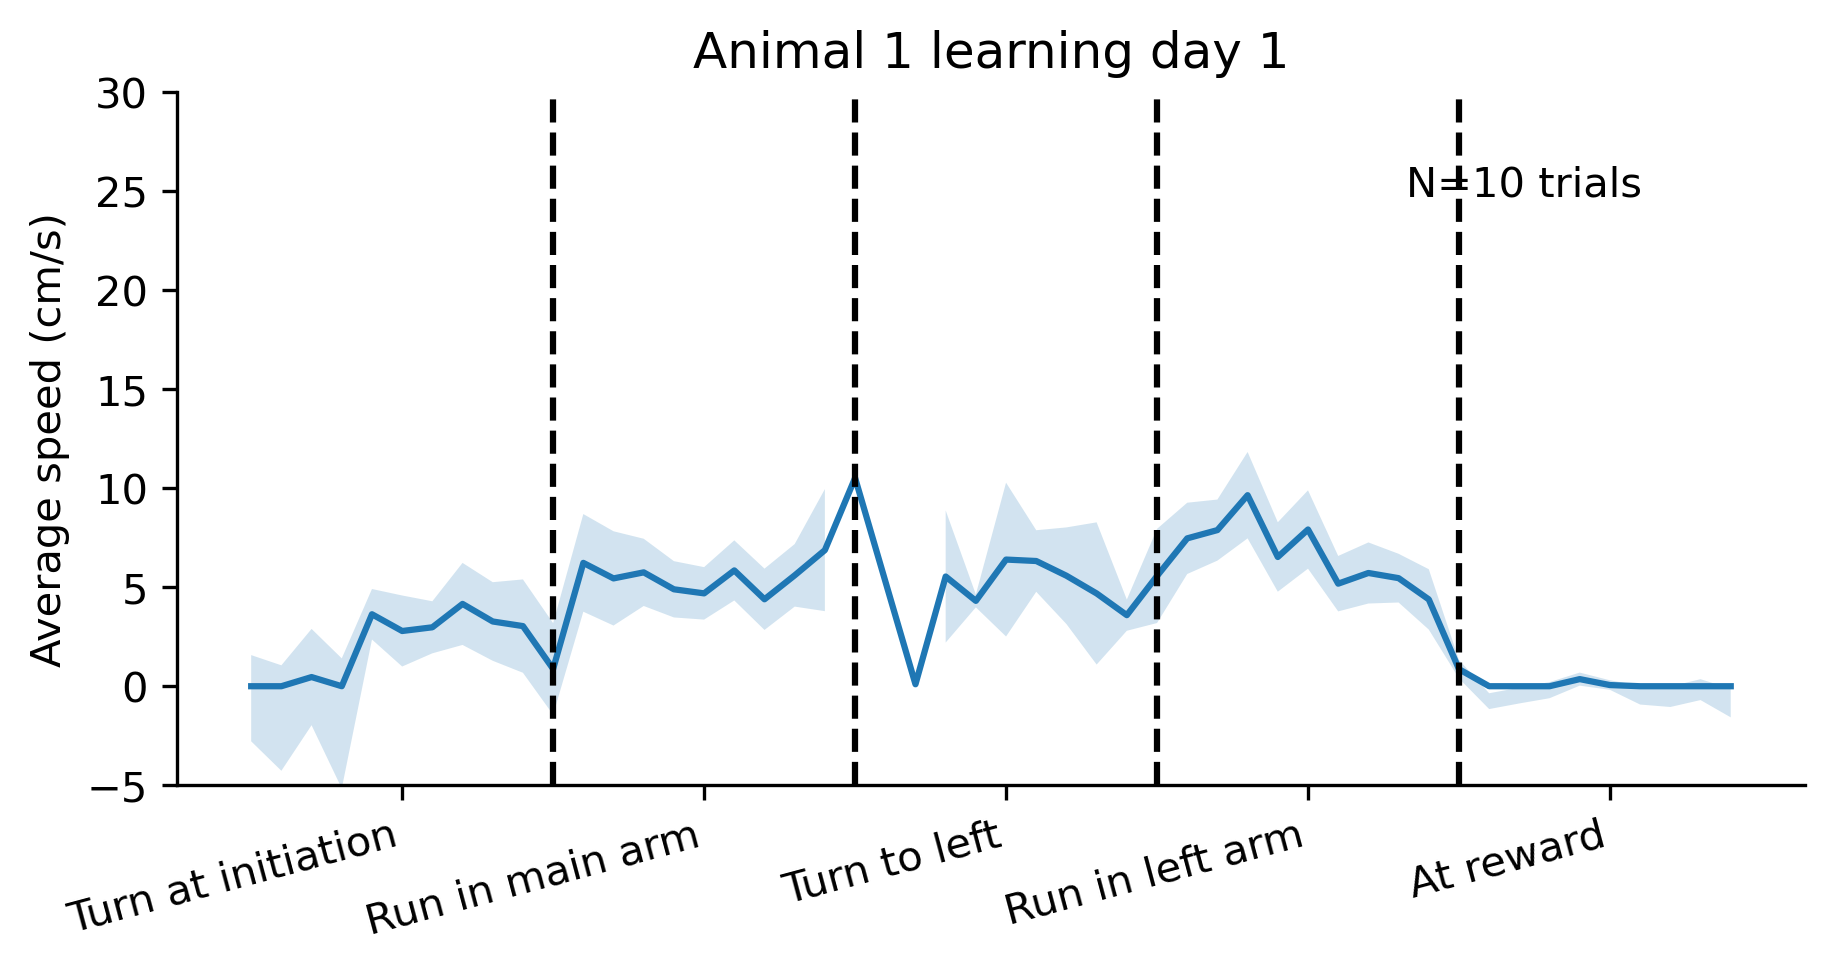 Animal 1 learning day 1
30
25
20
15
10
5
0
−5
Average speed (cm/s)
N=10 trials
Turn at initiation
Run in main arm
Turn to left
Run in left arm
At reward